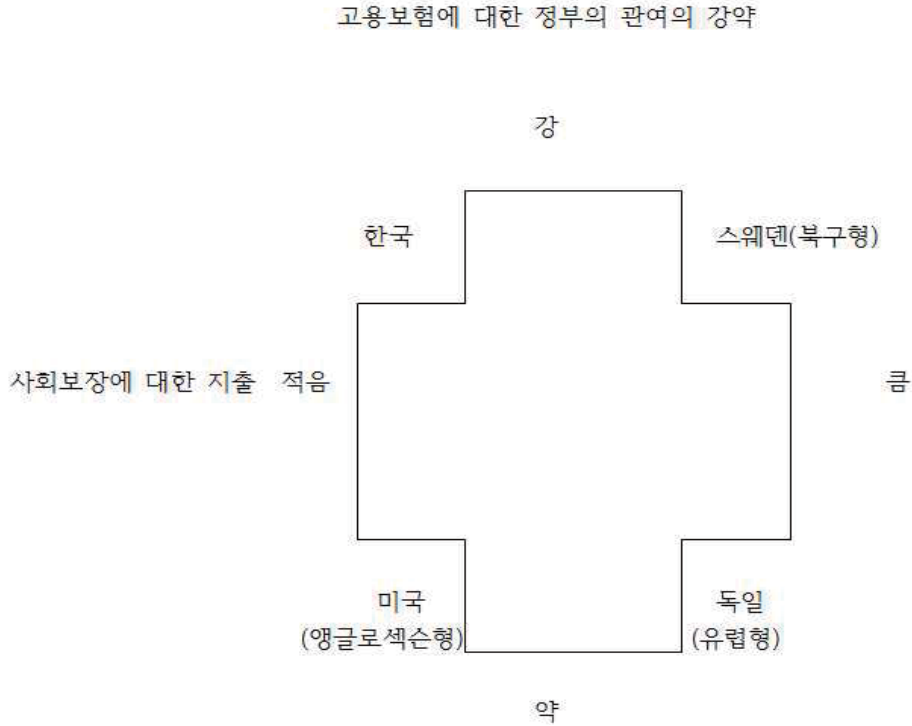 고용보험에 대한 정부의 관여의 강약
강
한국 스웨덴(북구형)
사회보장에 대한 지출 적음 큼
미국 독일
(앵글로섹슨형) (유럽형)
약